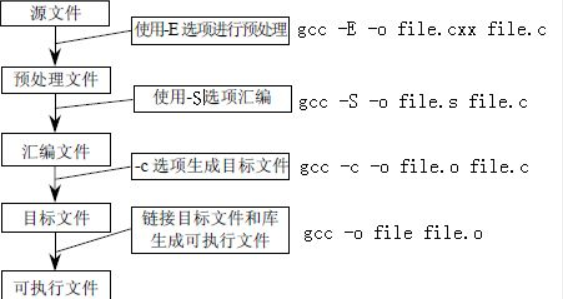 源文件
使用-E选项进行预处理 gcc -E -o file.cxx file.c
预处理文件
使用-S选项汇编 gcc -S -o file.s file.c
汇编文件
-c选项生成目标文件 gcc -c -o file.o file.c
目标文件
链接目标文件和库
生成可执行文件
gcc -o file file.o
可执行文件